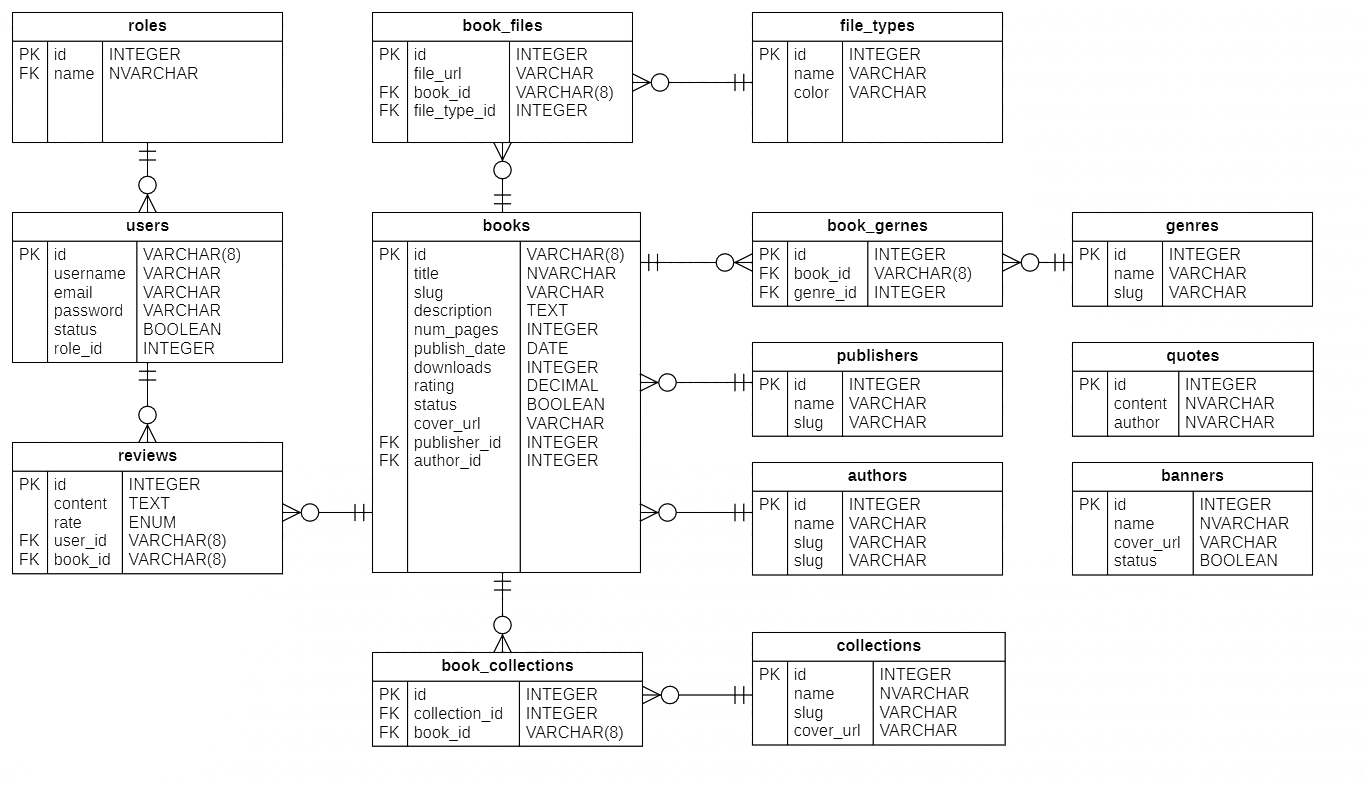 roles
PK id INTEGER
FK name NVARCHAR
book_files
PK id INTEGER
file_url VARCHAR
FK book_id VARCHAR(8)
FK file_type_id INTEGER
file_types
PK id INTEGER
name VARCHAR
color VARCHAR
users
PK id VARCHAR(8)
username VARCHAR
email VARCHAR
password VARCHAR
status BOOLEAN
role_id INTEGER
books
PK id VARCHAR(8)
title NVARCHAR
slug VARCHAR
description TEXT
num_pages INTEGER
publish_date DATE
downloads INTEGER
rating DECIMAL
status BOOLEAN
cover_url VARCHAR
FK publisher_id INTEGER
FK author_id INTEGER
book_gernes
PK id INTEGER
FK book_id VARCHAR(8)
FK genre_id INTEGER
genres
PK id INTEGER
name VARCHAR
slug VARCHAR
publishers
PK id INTEGER
name VARCHAR
slug VARCHAR
quotes
PK id INTEGER
content NVARCHAR
author NVARCHAR
reviews
PK id INTEGER
content TEXT
rate ENUM
FK user_id VARCHAR(8)
FK book_id VARCHAR(8)
authors
PK id INTEGER
name VARCHAR
slug VARCHAR
slug VARCHAR
banners
PK id INTEGER
name NVARCHAR
cover_url VARCHAR
status BOOLEAN
book_collections
PK id INTEGER
FK collection_id INTEGER
FK book_id VARCHAR(8)
collections
PK id INTEGER
name NVARCHAR
slug VARCHAR
cover_url VARCHAR